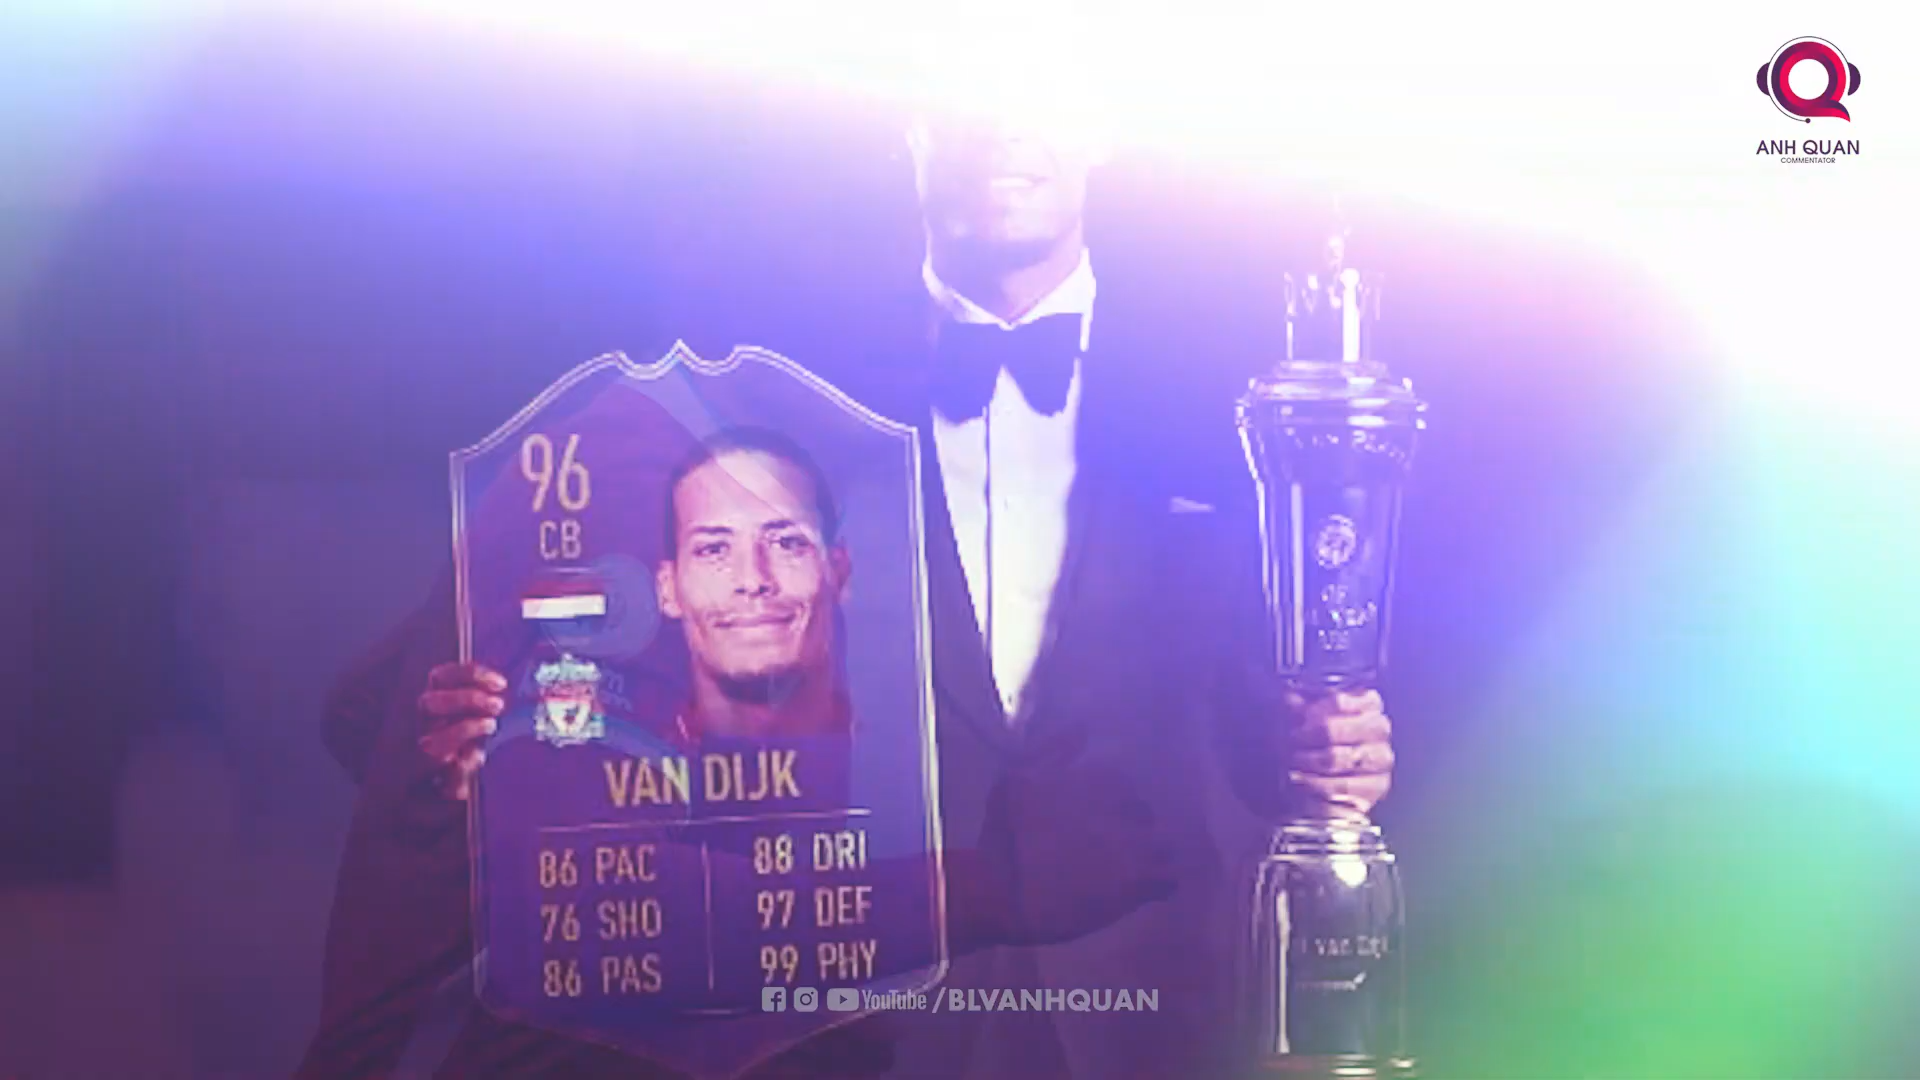 ANH QUAN
COMMENTATOR
96
CB
VAN DIJK
86 PAC
88 DRI
76 SHO
97 DEF
86 PAS
99 PHY
YouTube /BLVANHQUAN